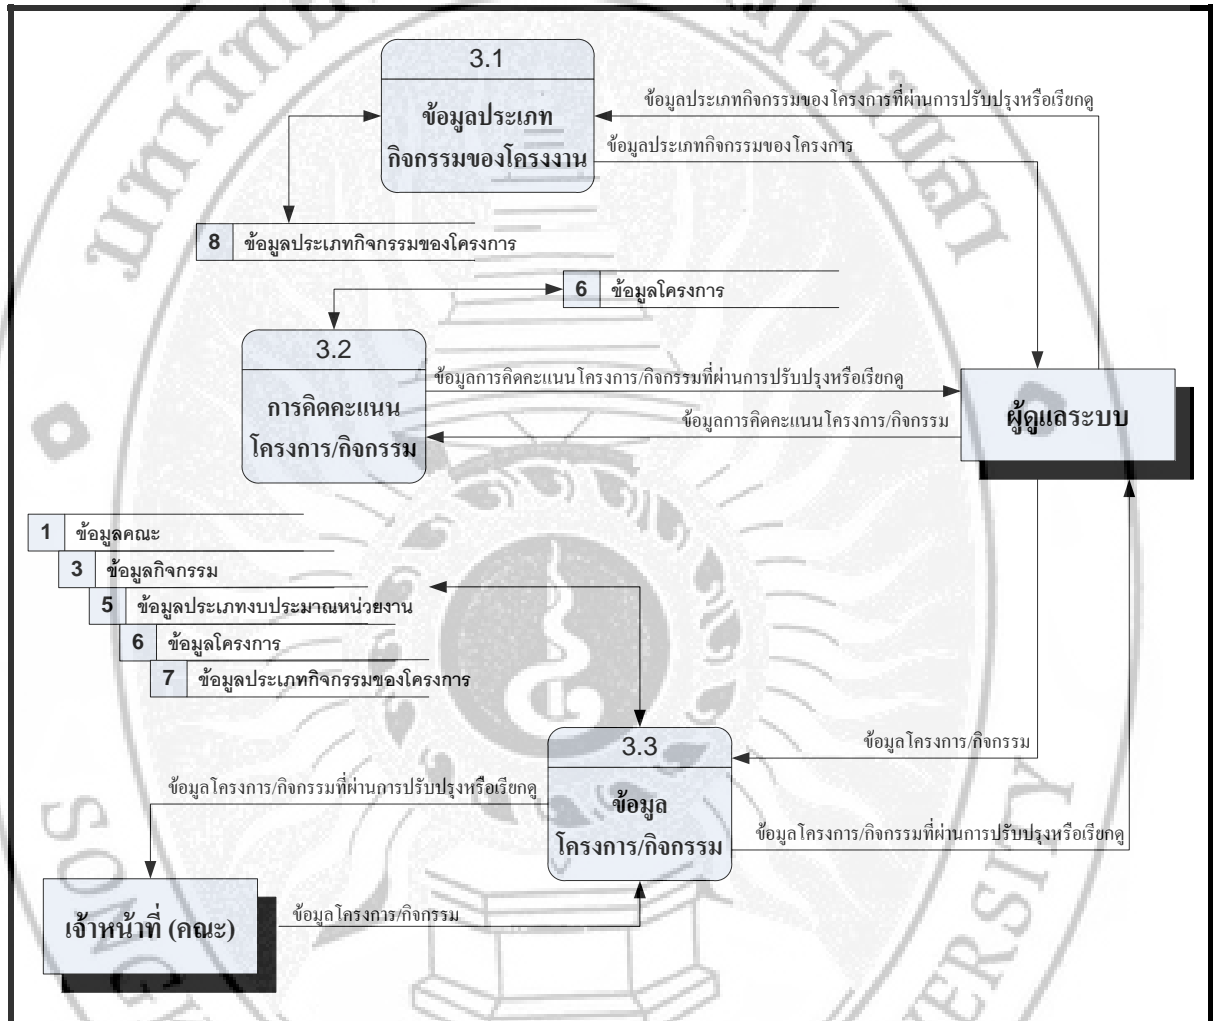 3.1
ข้อมูลประเภท
กิจกรรมของโครงงาน
ข้อมูลประเภทกิจกรรมของโครงการที่ผ่านการปรับปรุงหรือเรียกดู
ข้อมูลประเภทกิจกรรมของโครงการ
8 ข้อมูลประเภทกิจกรรมของโครงการ
6 ข้อมูลโครงการ
3.2
การคิดคะแนน
โครงการ/กิจกรรม
ข้อมูลการคิดคะแนนโครงการ/กิจกรรมที่ผ่านการปรับปรุงหรือเรียกดู
ข้อมูลการคิดคะแนนโครงการ/กิจกรรม
ผู้ดูแลระบบ
1 ข้อมูลคณะ
3 ข้อมูลกิจกรรม
5 ข้อมูลประเภทงบประมาณหน่วยงาน
6 ข้อมูลโครงการ
7 ข้อมูลประเภทกิจกรรมของโครงการ
3.3
ข้อมูล
โครงการ/กิจกรรม
ข้อมูลโครงการ/กิจกรรม
ข้อมูลโครงการ/กิจกรรมที่ผ่านการปรับปรุงหรือเรียกดู
ข้อมูลโครงการ/กิจกรรมที่ผ่านการปรับปรุงหรือเรียกดู
เจ้าหน้าที่ (คณะ)
ข้อมูลโครงการ/กิจกรรม